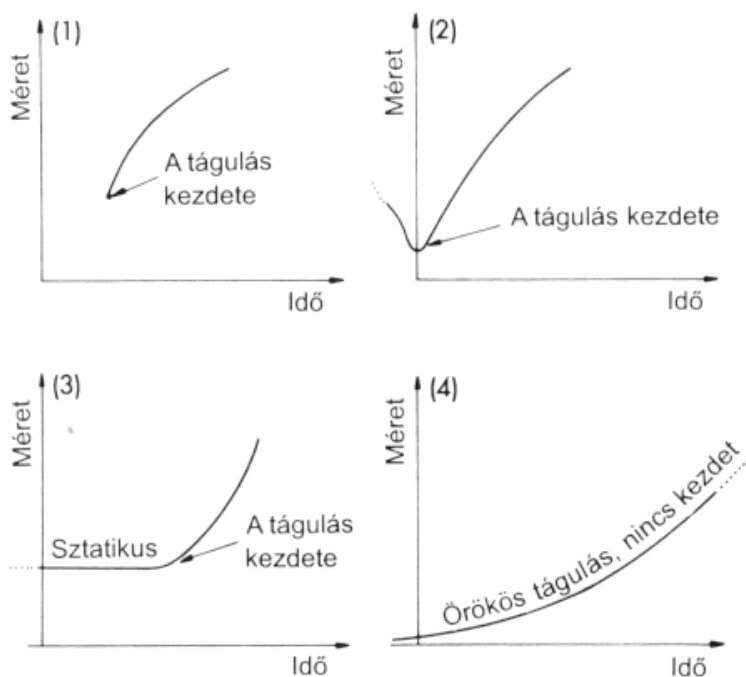 (1)
Méret
A tágulás
kezdete
Idő
(2)
Méret
A tágulás kezdete
Idő
(3)
Méret
Sztatikus
A tágulás
kezdete
Idő
(4)
Méret
Örökös tágulás, nincs kezdet
Idő